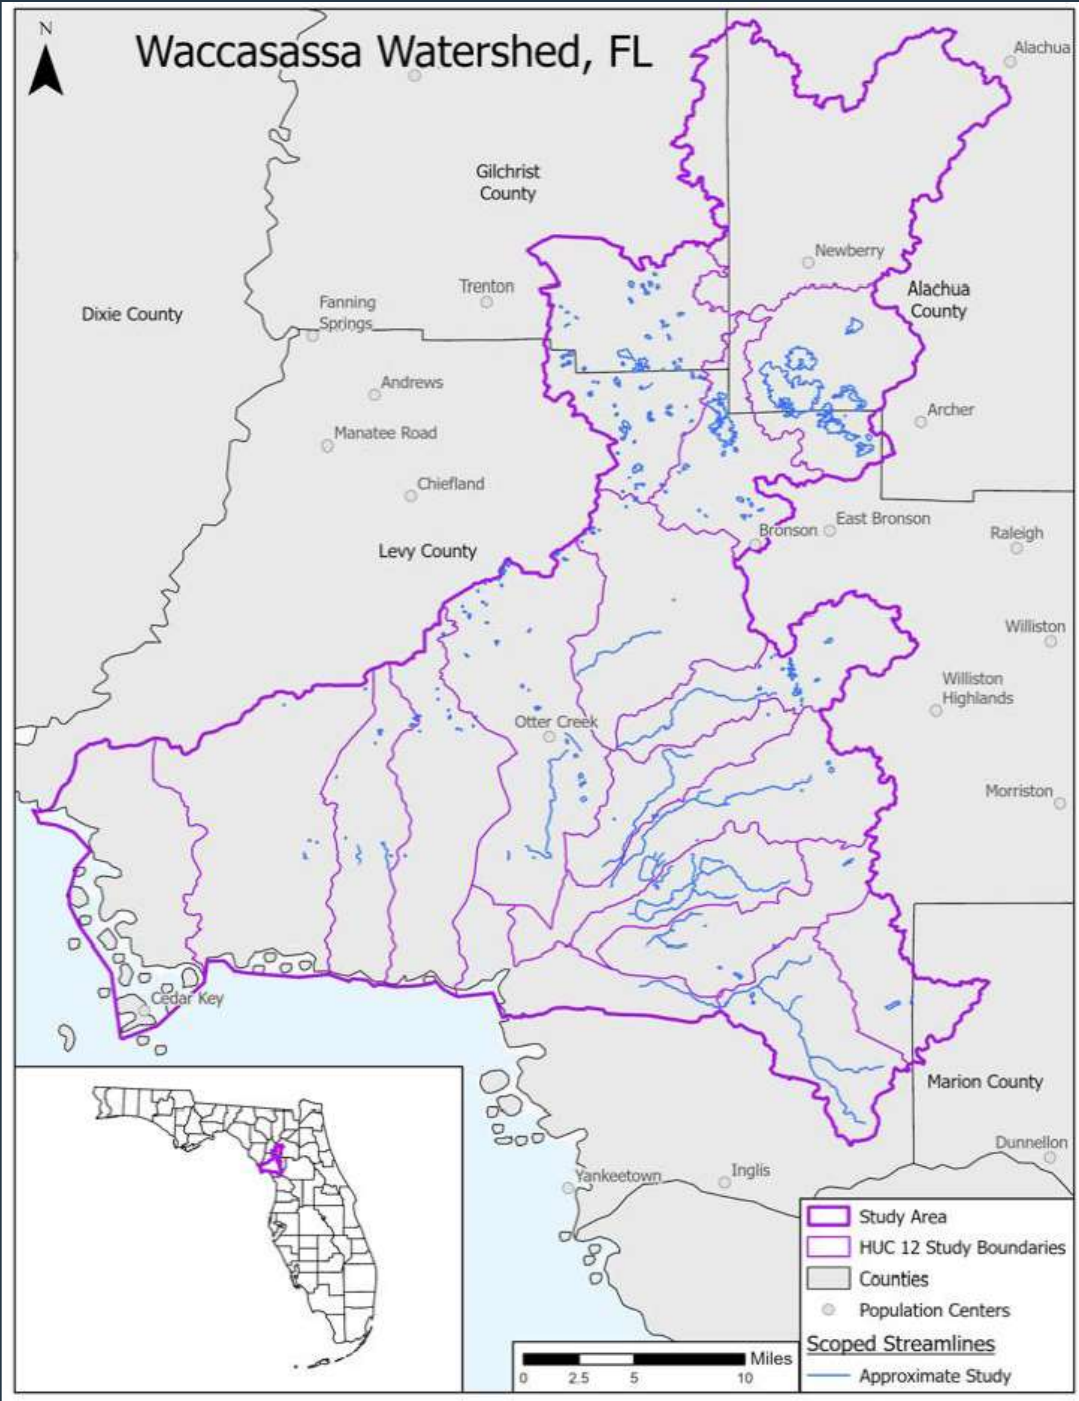 N
Waccasassa Watershed, FL
Alachua
Gilchrist
County
Newberry
Trenton
Alachua
County
Dixie County
Fanning
Springs
Andrews
Archer
Manatee Road
Chiefland
East Bronson
Bronson
Raleigh
Levy County
Williston
Williston
Highlands
Otter Creek
Morriston
Cedar Key
Marion County
Dunnellon
Inglis
Yankeetown
Study Area
HUC 12 Study Boundaries
Counties
Population Centers
Scoped Streamlines
Approximate Study
Miles
0 2.5 5 10